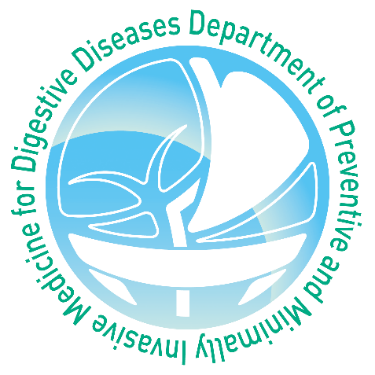 Department of Preventive and Minimally Invasive Medicine for Digestive Diseases